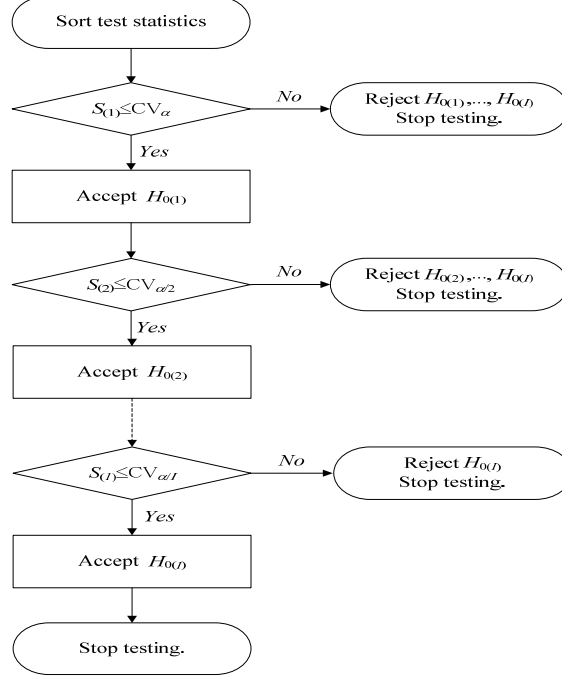 Sort test statistics
S(1)≤CVα
No
Reject H0(1),..., H0(I)
Stop testing.
Yes
Accept H0(1)
S(2)≤CVα/2
No
Reject H0(2),..., H0(I)
Stop testing.
Yes
Accept H0(2)
S(I)≤CVα/I
No
Reject H0(I)
Stop testing.
Yes
Accept H0(I)
Stop testing.